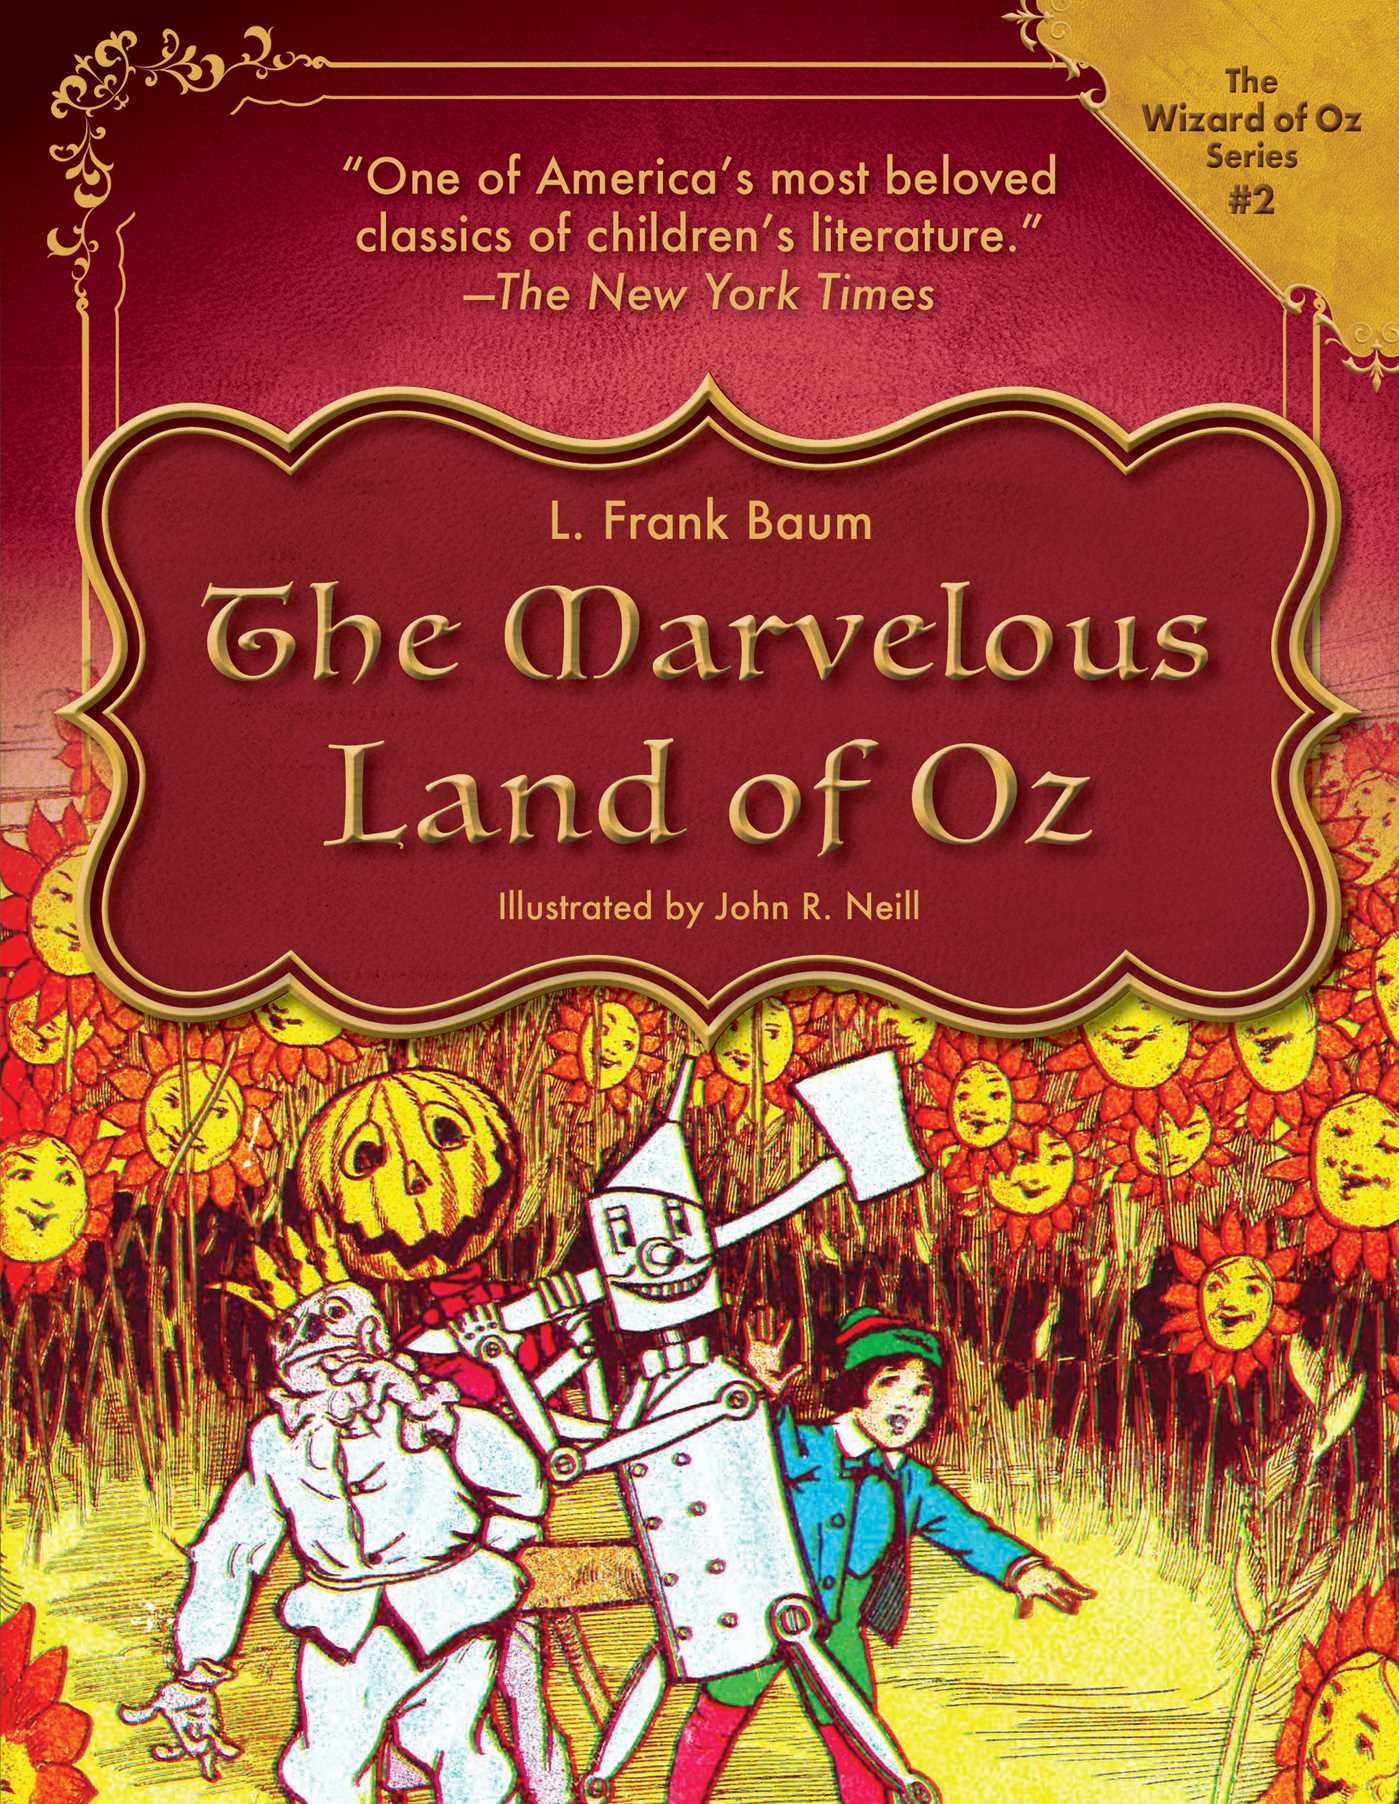 The
Wizard of Oz
Series
#2
“One of America’s most beloved
classics of children’s literature.”
—The New York Times
L. Frank Baum
The Marvelous
Land of Oz
Illustrated by John R. Neill